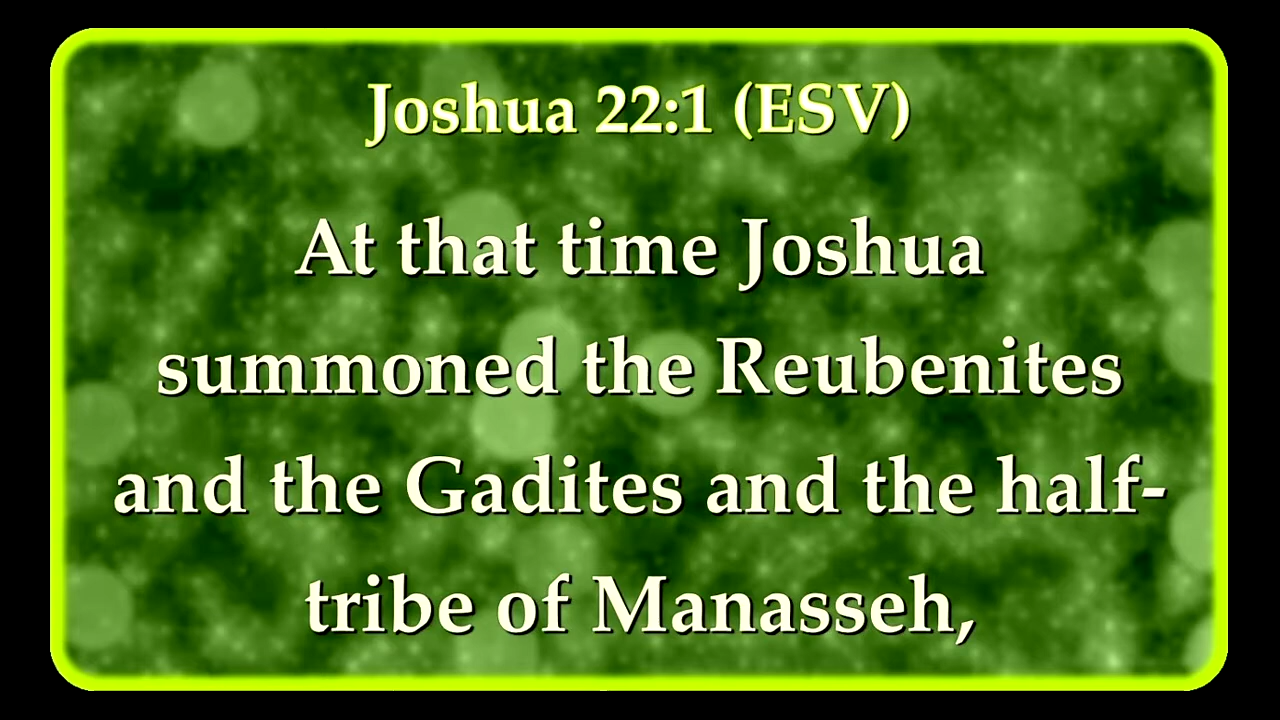 Joshua 22:1 (ESV)
At that time Joshua
summoned the Reubenites
and the Gadites and the half-
tribe of Manasseh,